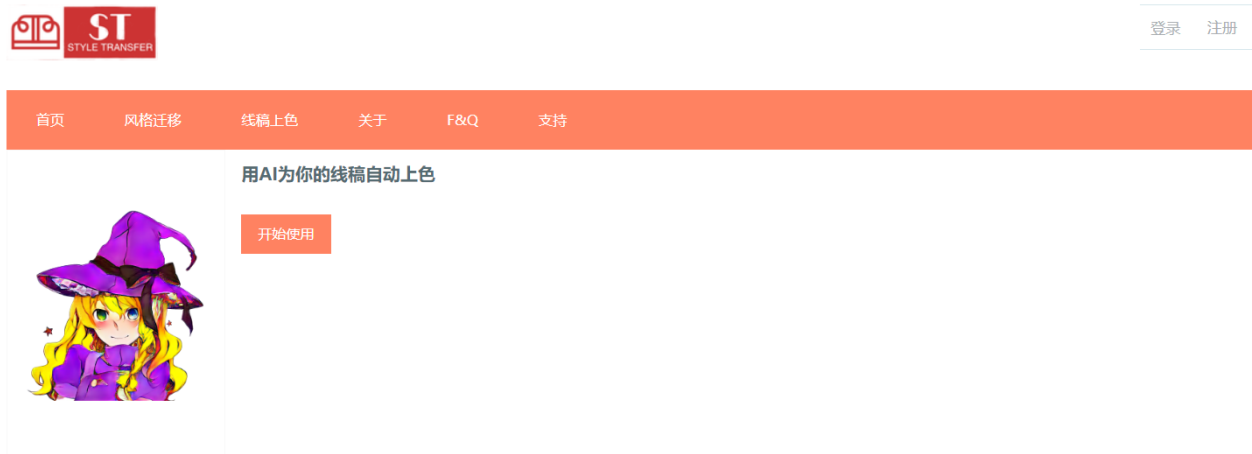 ST
STYLE TRANSFER
登录 注册
首页 风格迁移 线稿上色 关于 F&Q 支持
用AI为你的线稿自动上色
开始使用